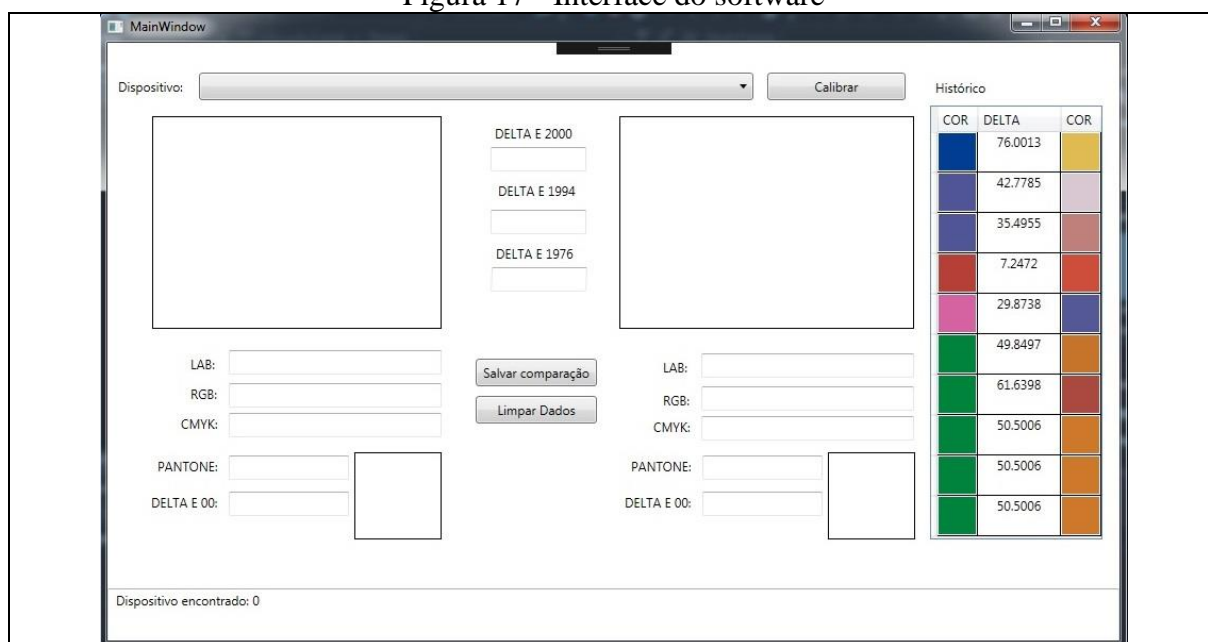 Figura 17 - Interface do software
MainWindow
Dispositivo:
Calibrar
Histórico
COR DELTA COR
76.0013
42.7785
35.4955
7.2472
29.8738
49.8497
61.6398
50.5006
50.5006
50.5006
DELTA E 2000
DELTA E 1994
DELTA E 1976
LAB:
RGB:
CMYK:
PANTONE:
DELTA E 00:
Salvar comparação
Limpar Dados
LAB:
RGB:
CMYK:
PANTONE:
DELTA E 00:
Dispositivo encontrado: 0